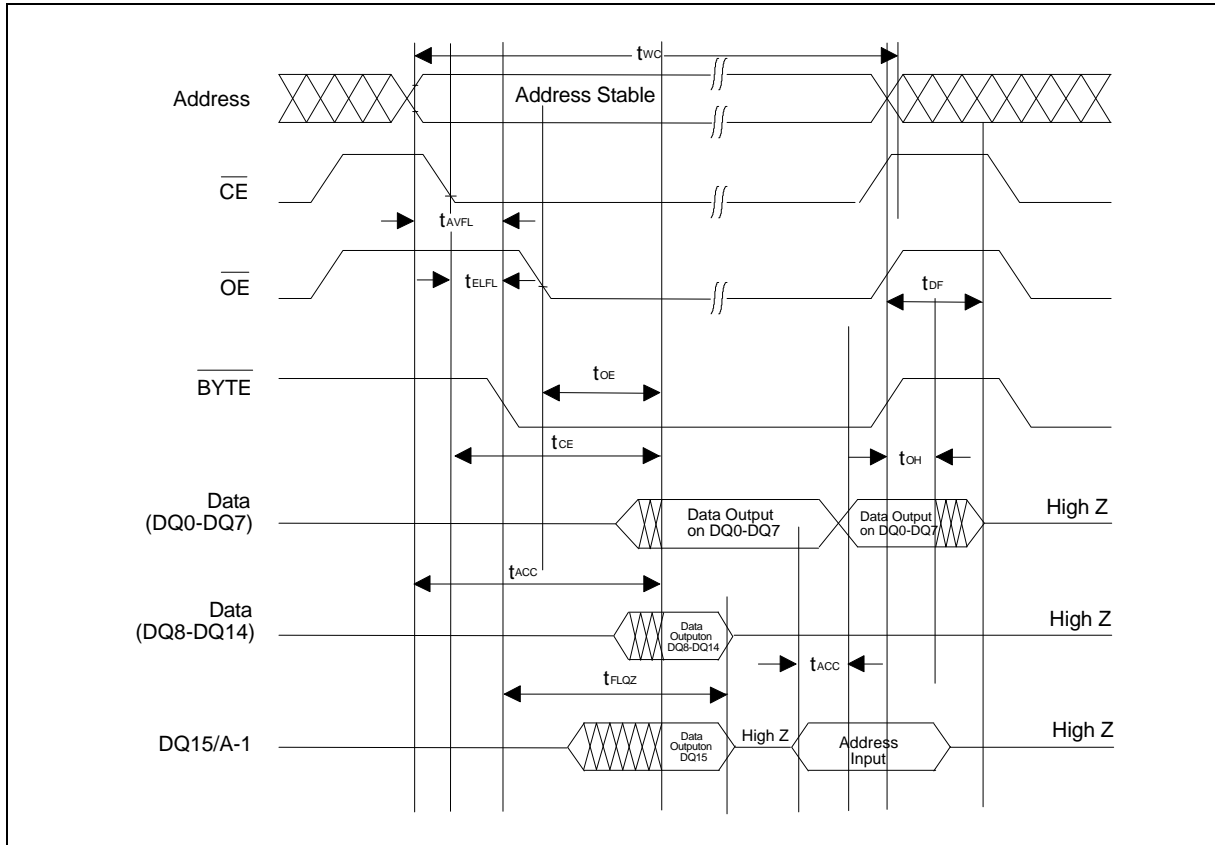 tWC
Address
Address Stable
CE
tAVFL
OE
tELFL
tDF
BYTE
tOE
tCE
tOH
Data
(DQ0-DQ7)
Data Output
on DQ0-DQ7
Data Output
on DQ0-DQ7
High Z
tACC
Data
(DQ8-DQ14)
Data
Outputon
DQ8-DQ14
High Z
tACC
tFLQZ
DQ15/A-1
Data
Outputon
DQ15
High Z
Address
Input
High Z